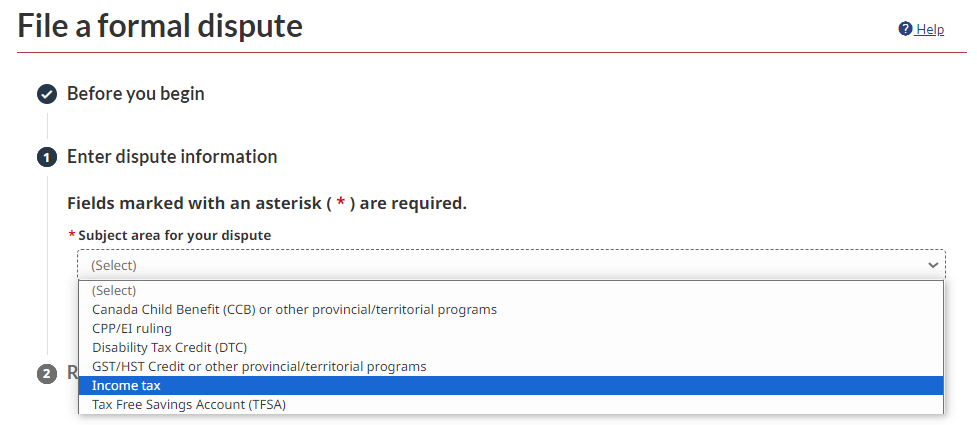 File a formal dispute
? Help
Before you begin
1 Enter dispute information
Fields marked with an asterisk ( * ) are required.
* Subject area for your dispute
(Select)
(Select)
Canada Child Benefit (CCB) or other provincial/territorial programs
CPP/EI ruling
Disability Tax Credit (DTC)
GST/HST Credit or other provincial/territorial programs
2 R
Income tax
Tax Free Savings Account (TFSA)